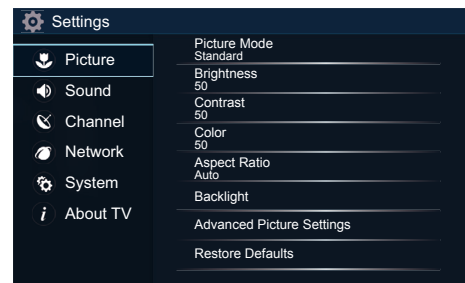 Settings
Picture
Sound
Channel
Network
System
About TV
Picture Mode
Standard
Brightness
50
Contrast
50
Color
50
Aspect Ratio
Auto
Backlight
Advanced Picture Settings
Restore Defaults